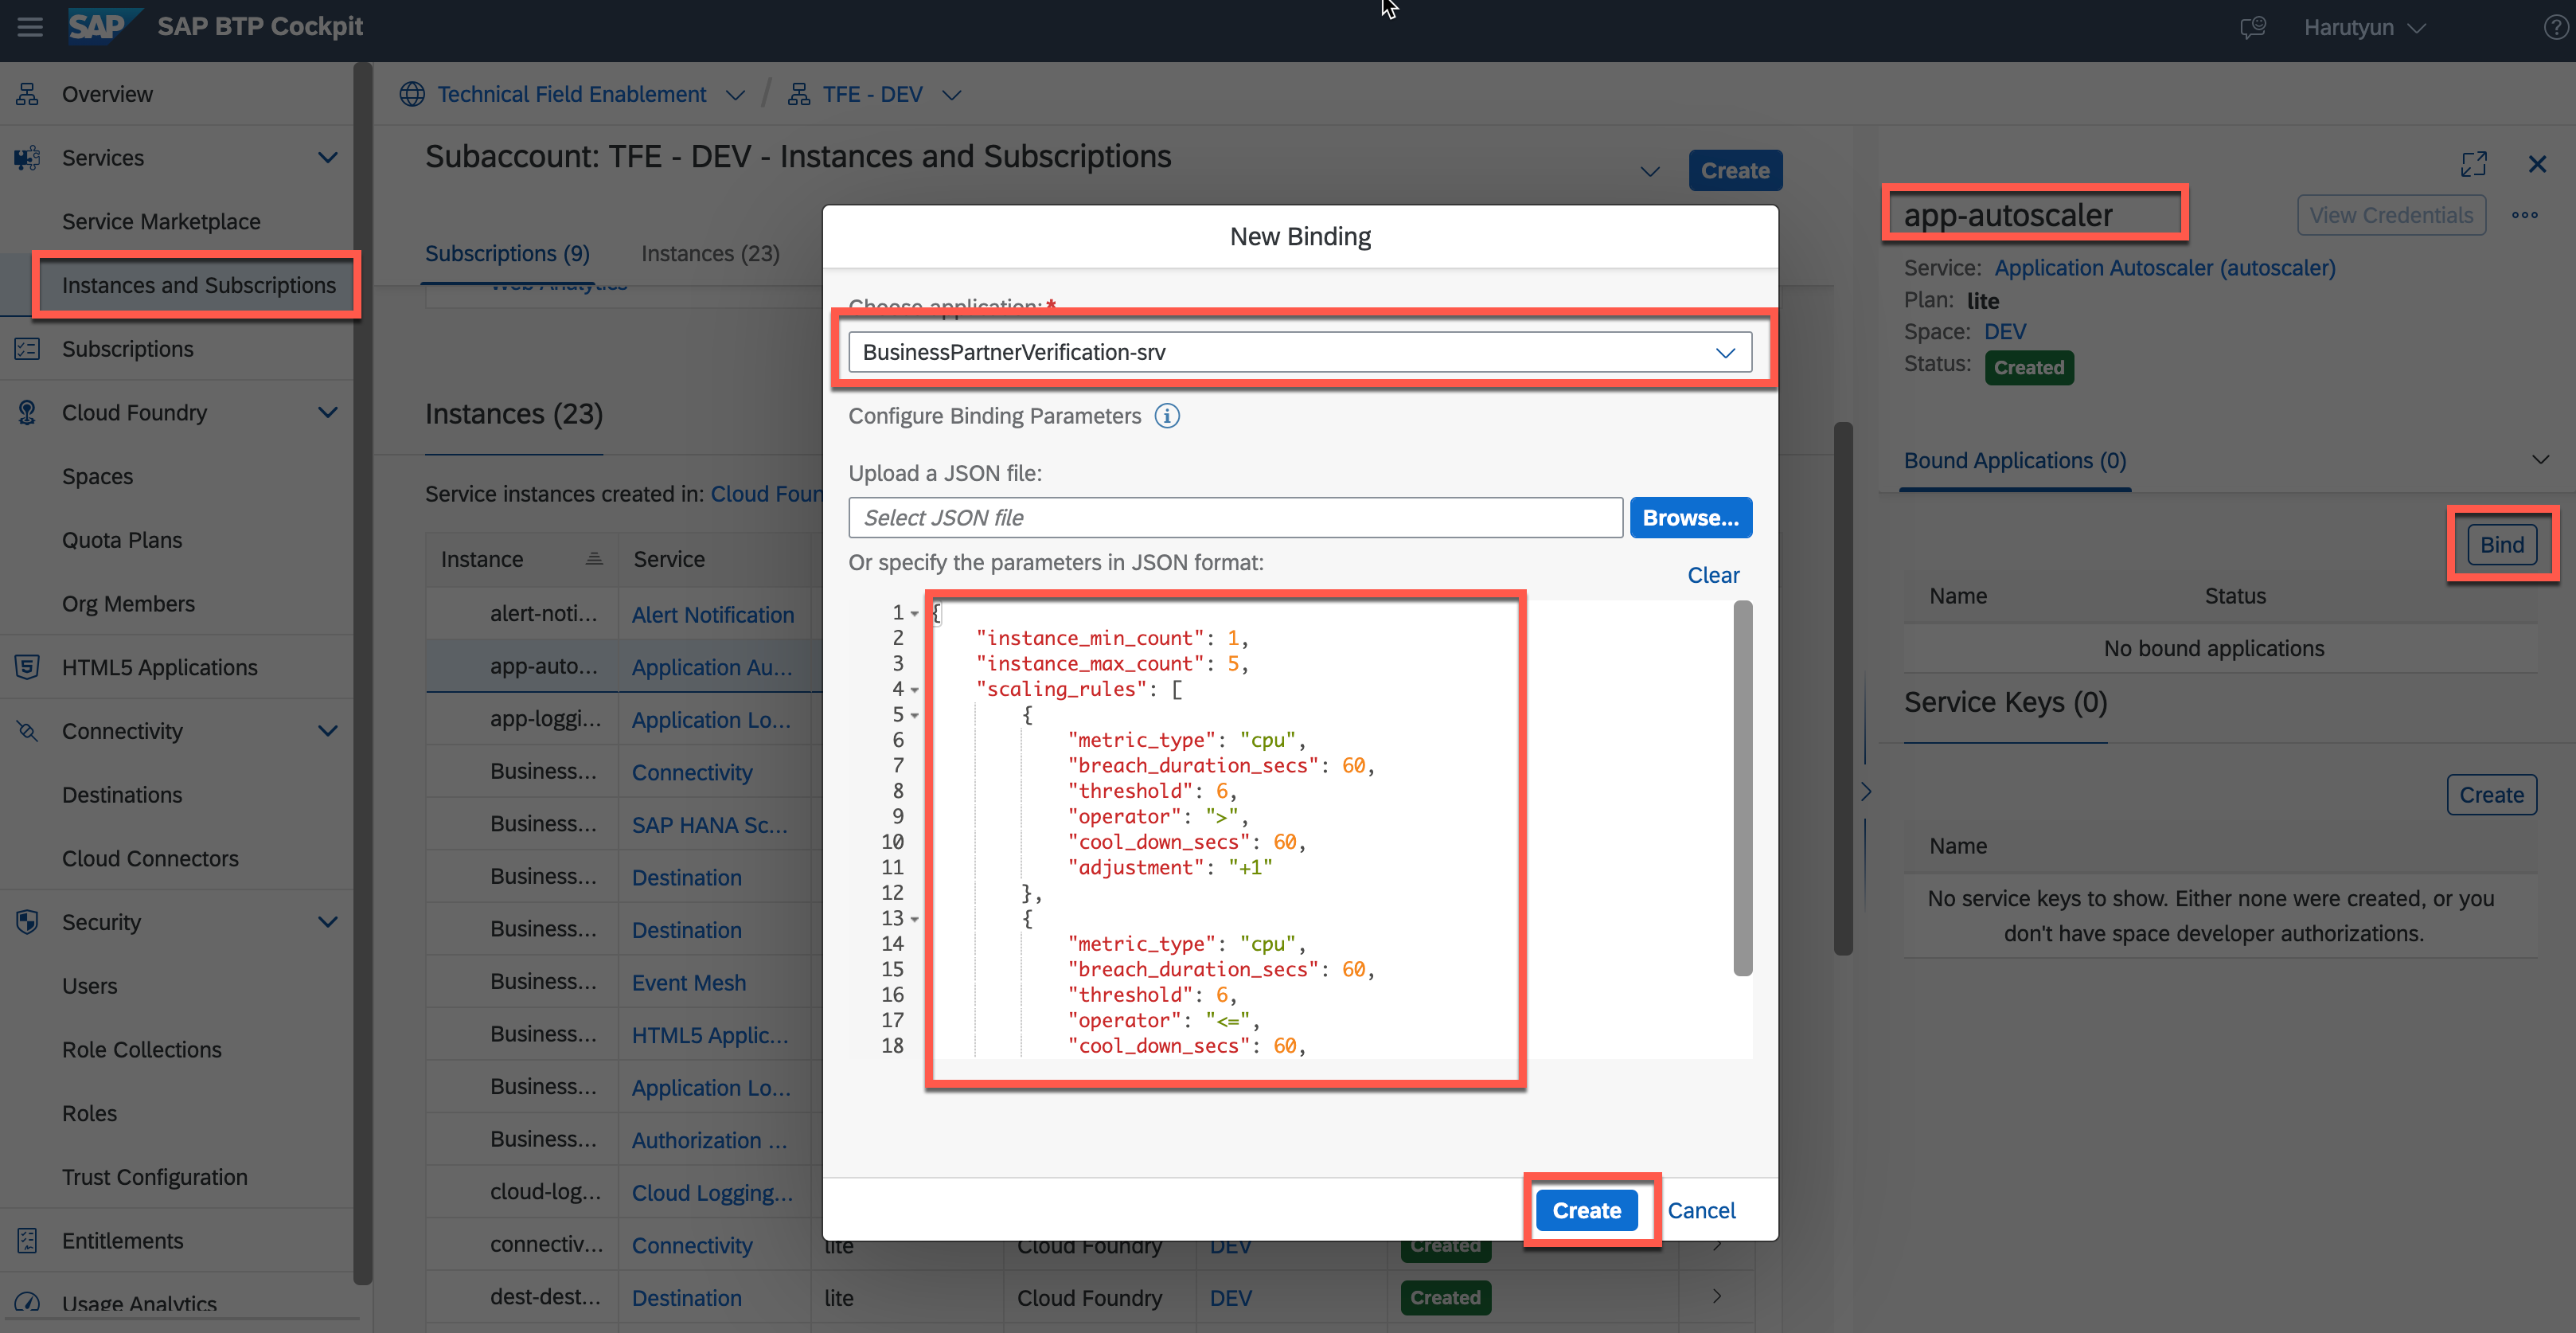 SAP SAP BTP Cockpit
Harutyun
Overview
Services
Service Marketplace
Instances and Subscriptions
Subscriptions
Cloud Foundry
Spaces
Quota Plans
Org Members
HTML5 Applications
Connectivity
Destinations
Cloud Connectors
Security
Users
Role Collections
Roles
Trust Configuration
Entitlements
Usage Analytics
Technical Field Enablement / TFE - DEV
Subaccount: TFE - DEV - Instances and Subscriptions
Create
Subscriptions (9) Instances (23)
Web Analytics
Instances (23)
Service instances created in: Cloud Foun
Instance Service
alert-noti... Alert Notification
app-auto... Application Au...
app-loggi... Application Lo...
Business... Connectivity
Business... SAP HANA Sc...
Business... Destination
Business... Destination
Business... Event Mesh
Business... HTML5 Applic...
Business... Application Lo...
Business... Authorization ...
cloud-log... Cloud Logging...
connectiv... Connectivity lite Cloud Foundry DEV Created
dest-dest... Destination lite Cloud Foundry DEV Created
New Binding
Choose application:*
BusinessPartnerVerification-srv
Configure Binding Parameters
Upload a JSON file:
Select JSON file Browse...
Or specify the parameters in JSON format:
Clear
1 {
2 "instance_min_count": 1,
3 "instance_max_count": 5,
4 "scaling_rules": [
5 {
6 "metric_type": "cpu",
7 "breach_duration_secs": 60,
8 "threshold": 6,
9 "operator": ">",
10 "cool_down_secs": 60,
11 "adjustment": "+1"
12 },
13 {
14 "metric_type": "cpu",
15 "breach_duration_secs": 60,
16 "threshold": 6,
17 "operator": "<=",
18 "cool_down_secs": 60,
Create Cancel
app-autoscaler
View Credentials
Service: Application Autoscaler (autoscaler)
Plan: lite
Space: DEV
Status: Created
Bound Applications (0)
Bind
Name Status
No bound applications
Service Keys (0)
Create
Name
No service keys to show. Either none were created, or you
don't have space developer authorizations.